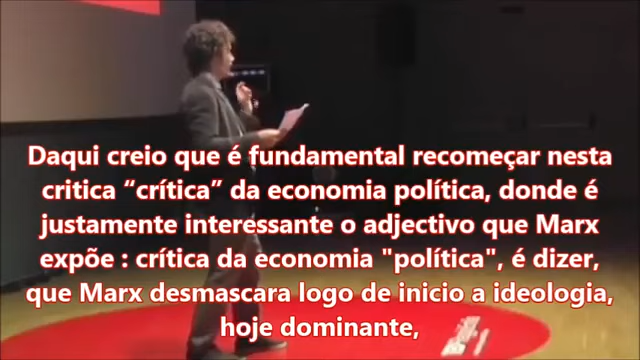 Daqui creio que é fundamental recomeçar nesta
critica “crítica” da economia política, donde é
justamente interessante o adjectivo que Marx
expõe : crítica da economia "política", é dizer,
que Marx desmascara logo de inicio a ideologia,
hoje dominante,